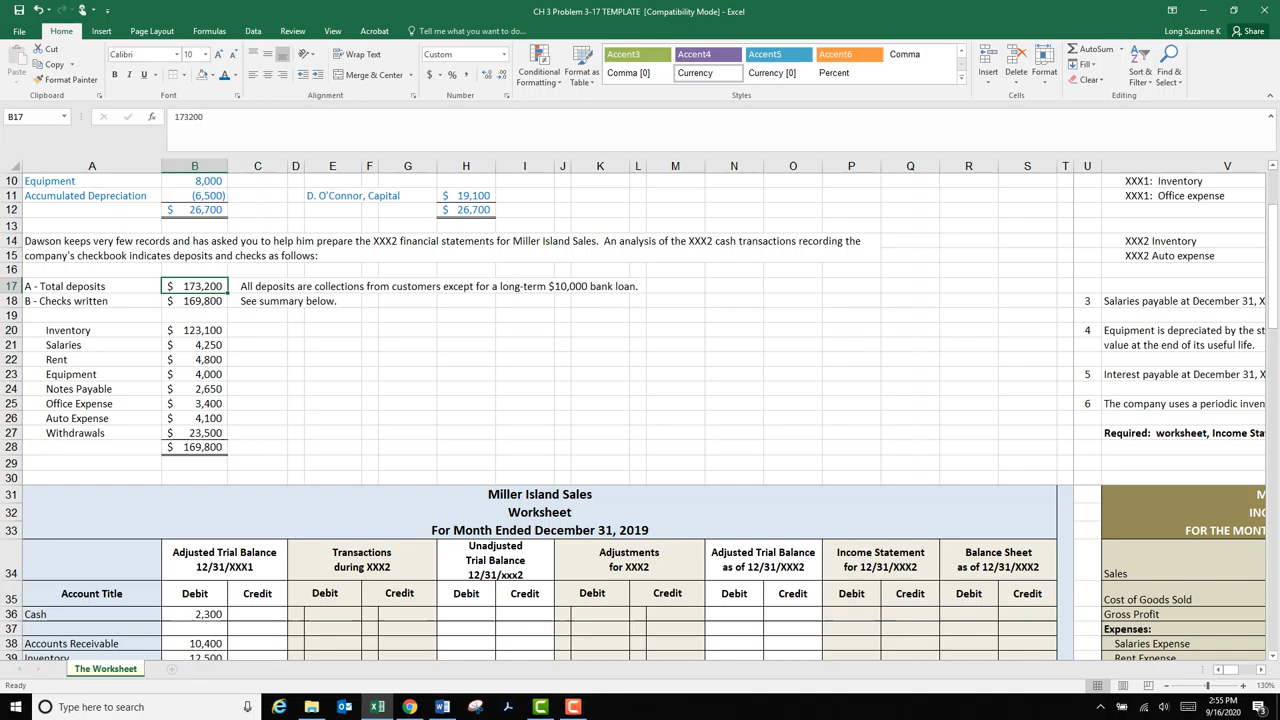 CH 3 Problem 3-17 TEMPLATE [Compatibility Mode] - Excel
File Home Insert Page Layout Formulas Data Review View Acrobat Tell me what you want to do... Long Suzanne K Share
Cut Calibri 10 A A Wrap Text Custom Accent3 Accent4 Accent5 Accent6 Comma AutoSum
Paste Format Painter B I U Merge & Center $ % , Conditional Formatting Format as Table Comma [0] Currency Currency [0] Percent Insert Delete Format Fill Clear Sort & Filter Find & Select
Clipboard Font Alignment Number Styles Cells Editing
B17 fx 173200
A B C D E F G H I J K L M N O P Q R S T U V
10 Equipment 8,000 XXX1: Inventory
11 Accumulated Depreciation (6,500) D. O'Connor, Capital $ 19,100 XXX1: Office expense
12 $ 26,700 $ 26,700
13
14 Dawson keeps very few records and has asked you to help him prepare the XXX2 financial statements for Miller Island Sales. An analysis of the XXX2 cash transactions recording the XXX2 Inventory
15 company's checkbook indicates deposits and checks as follows: XXX2 Auto expense
16
17 A - Total deposits $ 173,200 All deposits are collections from customers except for a long-term $10,000 bank loan.
18 B - Checks written $ 169,800 See summary below. 3 Salaries payable at December 31, X
19
20 Inventory $ 123,100 4 Equipment is depreciated by the st
21 Salaries $ 4,250 value at the end of its useful life.
22 Rent $ 4,800
23 Equipment $ 4,000 5 Interest payable at December 31, X
24 Notes Payable $ 2,650
25 Office Expense $ 3,400 6 The company uses a periodic inven
26 Auto Expense $ 4,100
27 Withdrawals $ 23,500 Required: worksheet, Income Sta
28 $ 169,800
29
30
31 Miller Island Sales M
32 Worksheet INC
33 For Month Ended December 31, 2019 FOR THE MONT
34 Adjusted Trial Balance 12/31/XXX1 Transactions during XXX2 Unadjusted Trial Balance 12/31/xxx2 Adjustments for XXX2 Adjusted Trial Balance as of 12/31/XXX2 Income Statement for 12/31/XXX2 Balance Sheet as of 12/31/XXX2 Sales
35 Account Title Debit Credit Debit Credit Debit Credit Debit Credit Debit Credit Debit Credit Debit Credit Cost of Goods Sold
36 Cash 2,300 Gross Profit
37 Expenses:
38 Accounts Receivable 10,400 Salaries Expense
39 Inventory 12,500 Rent Expense
The Worksheet
Ready 130%
Type here to search 2:55 PM
9/16/2020